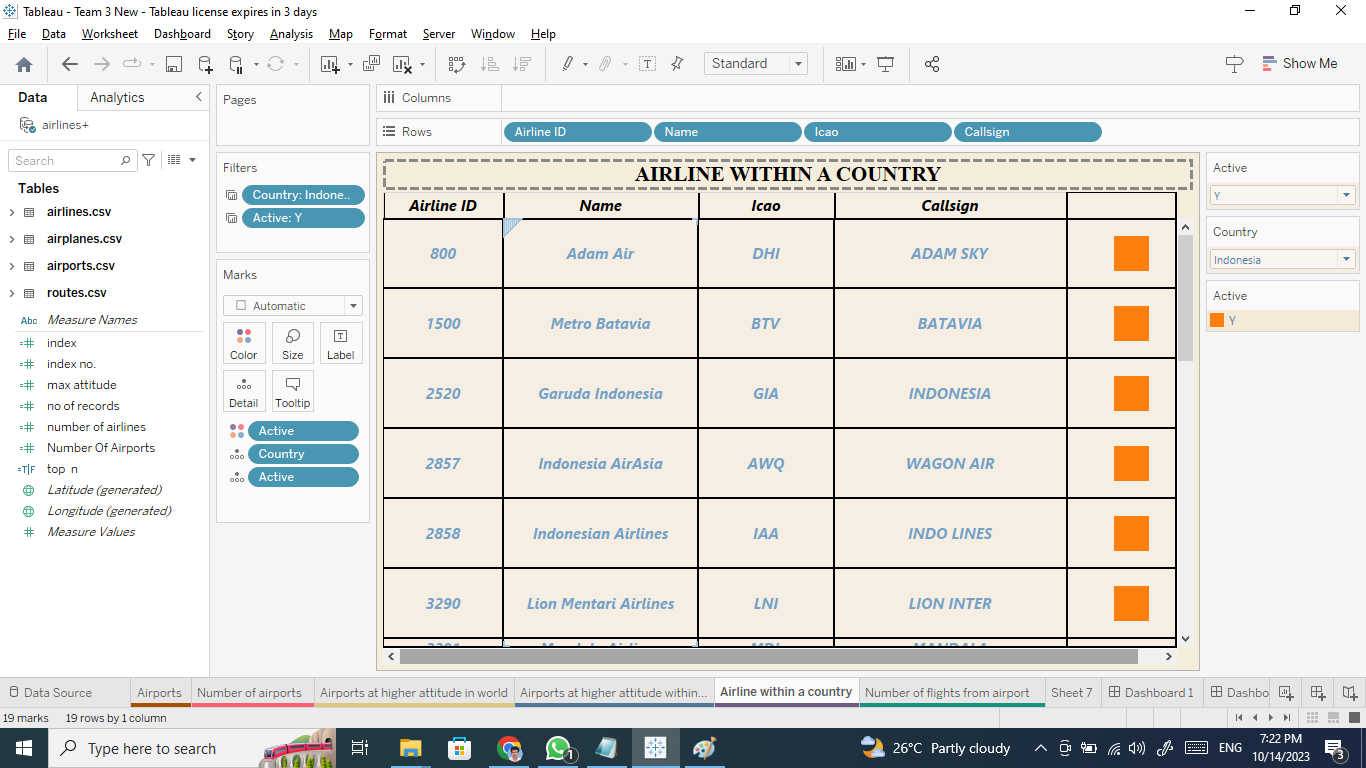 Tableau - Team 3 New - Tableau license expires in 3 days
File Data Worksheet Dashboard Story Analysis Map Format Server Window Help
Standard
Show Me
Data Analytics
airlines+
Search
Tables
airlines.csv
airplanes.csv
airports.csv
routes.csv
Abc Measure Names
index
index no.
max attitude
no of records
number of airlines
Number Of Airports
T|F top n
Latitude (generated)
Longitude (generated)
Measure Values
Pages
Filters
Country: Indone..
Active: Y
Marks
Automatic
Color Size Label
Detail Tooltip
Active
Country
Active
Columns
Rows Airline ID Name Icao Callsign
AIRLINE WITHIN A COUNTRY
Airline ID Name Icao Callsign
800 Adam Air DHI ADAM SKY
1500 Metro Batavia BTV BATAVIA
2520 Garuda Indonesia GIA INDONESIA
2857 Indonesia AirAsia AWQ WAGON AIR
2858 Indonesian Airlines IAA INDO LINES
3290 Lion Mentari Airlines LNI LION INTER
Active
Y
Country
Indonesia
Active
Y
Data Source Airports Number of airports Airports at higher attitude in world Airports at higher attitude within... Airline within a country Number of flights from airport Sheet 7 Dashboard 1 Dashbo
19 marks 19 rows by 1 column
Type here to search
1
26°C Partly cloudy
ENG
7:22 PM
10/14/2023
3